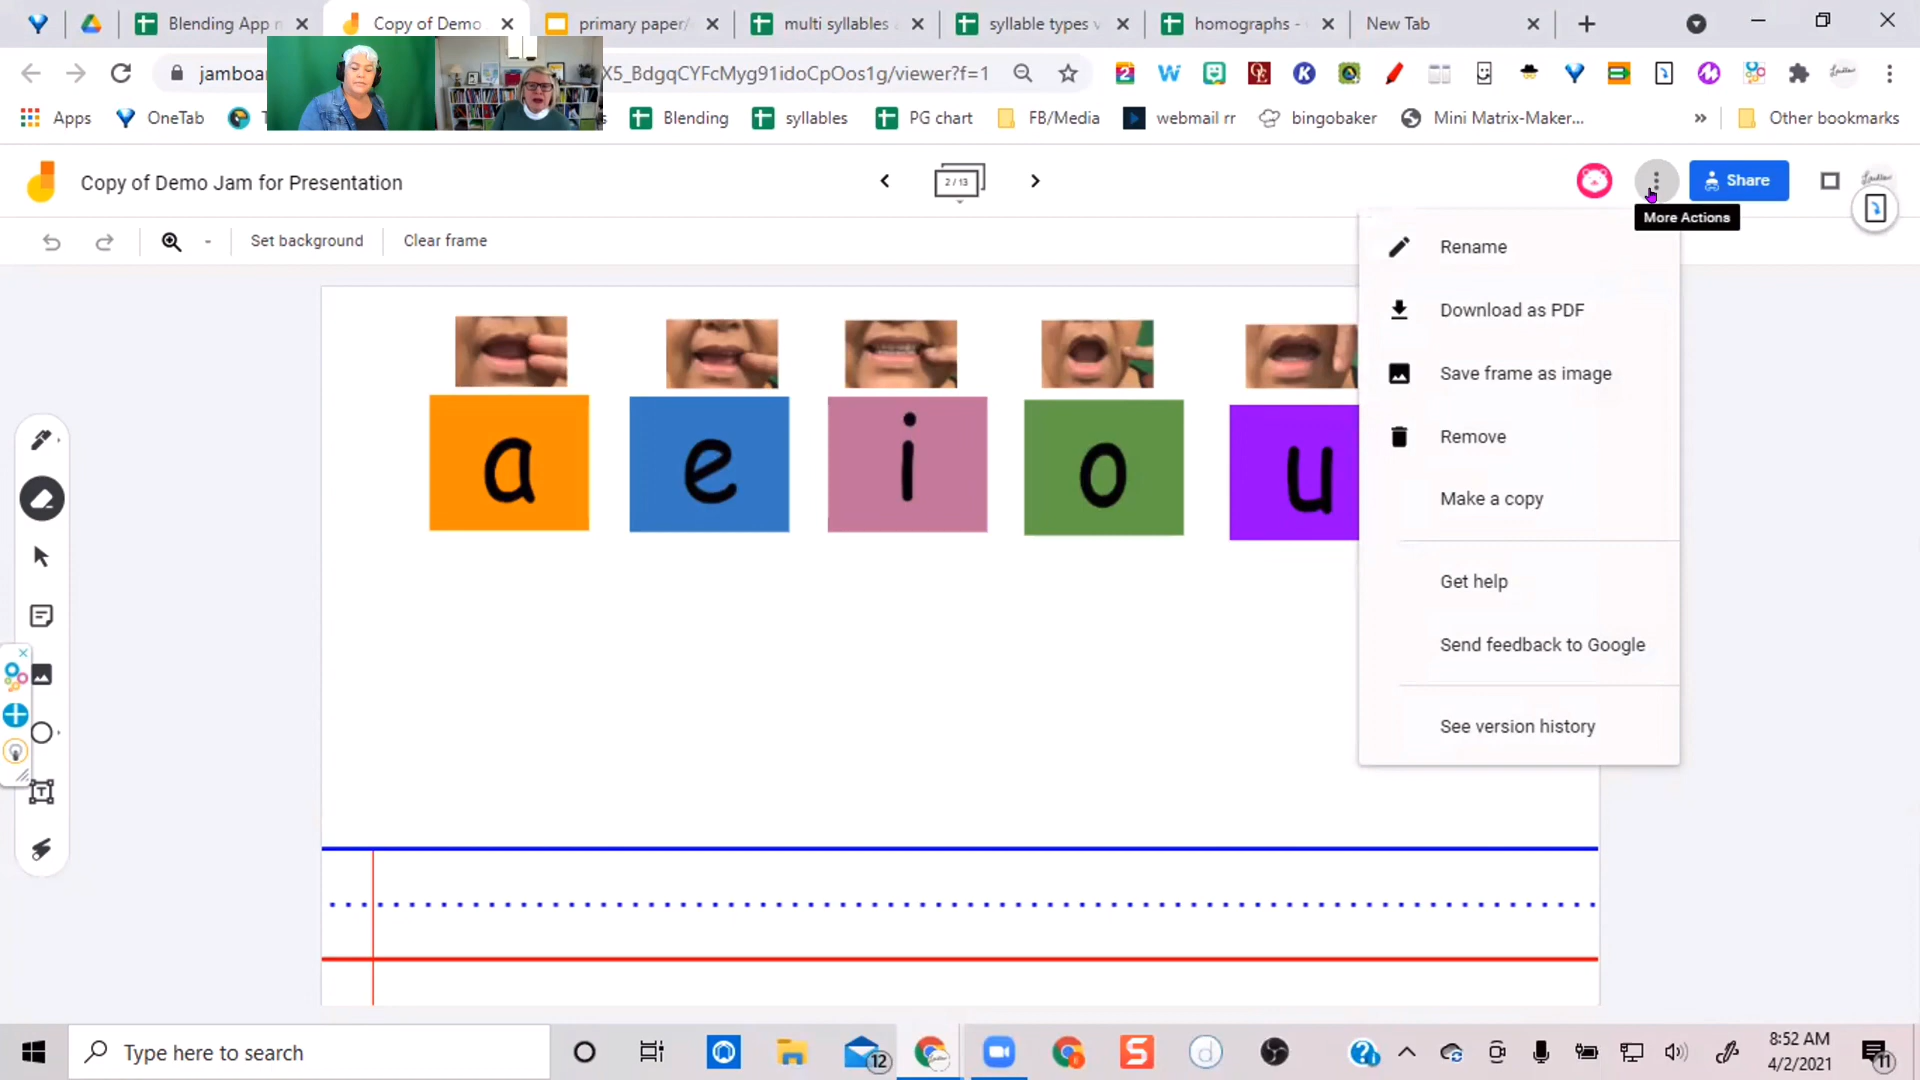 Blending App
Copy of Demo
primary paper/
multi syllables
syllable types
homographs -
New Tab
jamboa
X5_BdgqCYFcMyg91idoCpOos1g/viewer?f=1
Apps
OneTab
Blending
syllables
PG chart
FB/Media
webmail rr
bingobaker
Mini Matrix-Maker...
»
Other bookmarks
Copy of Demo Jam for Presentation
2 / 13
Share
More Actions
Set background
Clear frame
Rename
Download as PDF
Save frame as image
Remove
Make a copy
Get help
Send feedback to Google
See version history
a e i o u
Type here to search
12
8:52 AM
4/2/2021
11